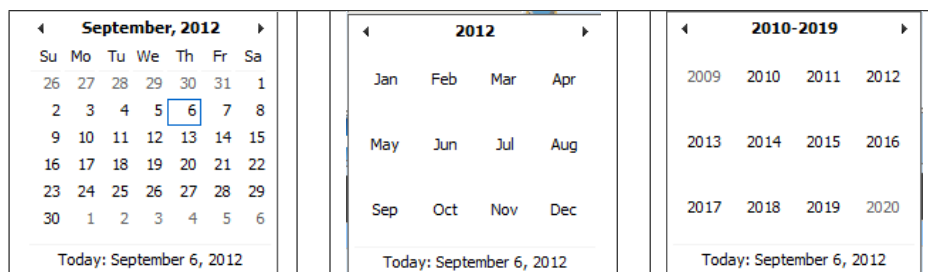 September, 2012
Su Mo Tu We Th Fr Sa
26 27 28 29 30 31 1
2 3 4 5 6 7 8
9 10 11 12 13 14 15
16 17 18 19 20 21 22
23 24 25 26 27 28 29
30 1 2 3 4 5 6
Today: September 6, 2012
2012
Jan Feb Mar Apr
May Jun Jul Aug
Sep Oct Nov Dec
Today: September 6, 2012
2010-2019
2009 2010 2011 2012
2013 2014 2015 2016
2017 2018 2019 2020
Today: September 6, 2012